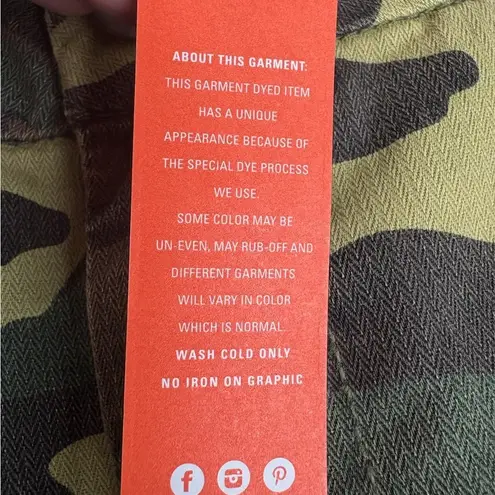 ABOUT THIS GARMENT:
THIS GARMENT DYED ITEM
HAS A UNIQUE
APPEARANCE BECAUSE OF
THE SPECIAL DYE PROCESS
WE USE.
SOME COLOR MAY BE
UN-EVEN, MAY RUB-OFF AND
DIFFERENT GARMENTS
WILL VARY IN COLOR
WHICH IS NORMAL.
WASH COLD ONLY
NO IRON ON GRAPHIC